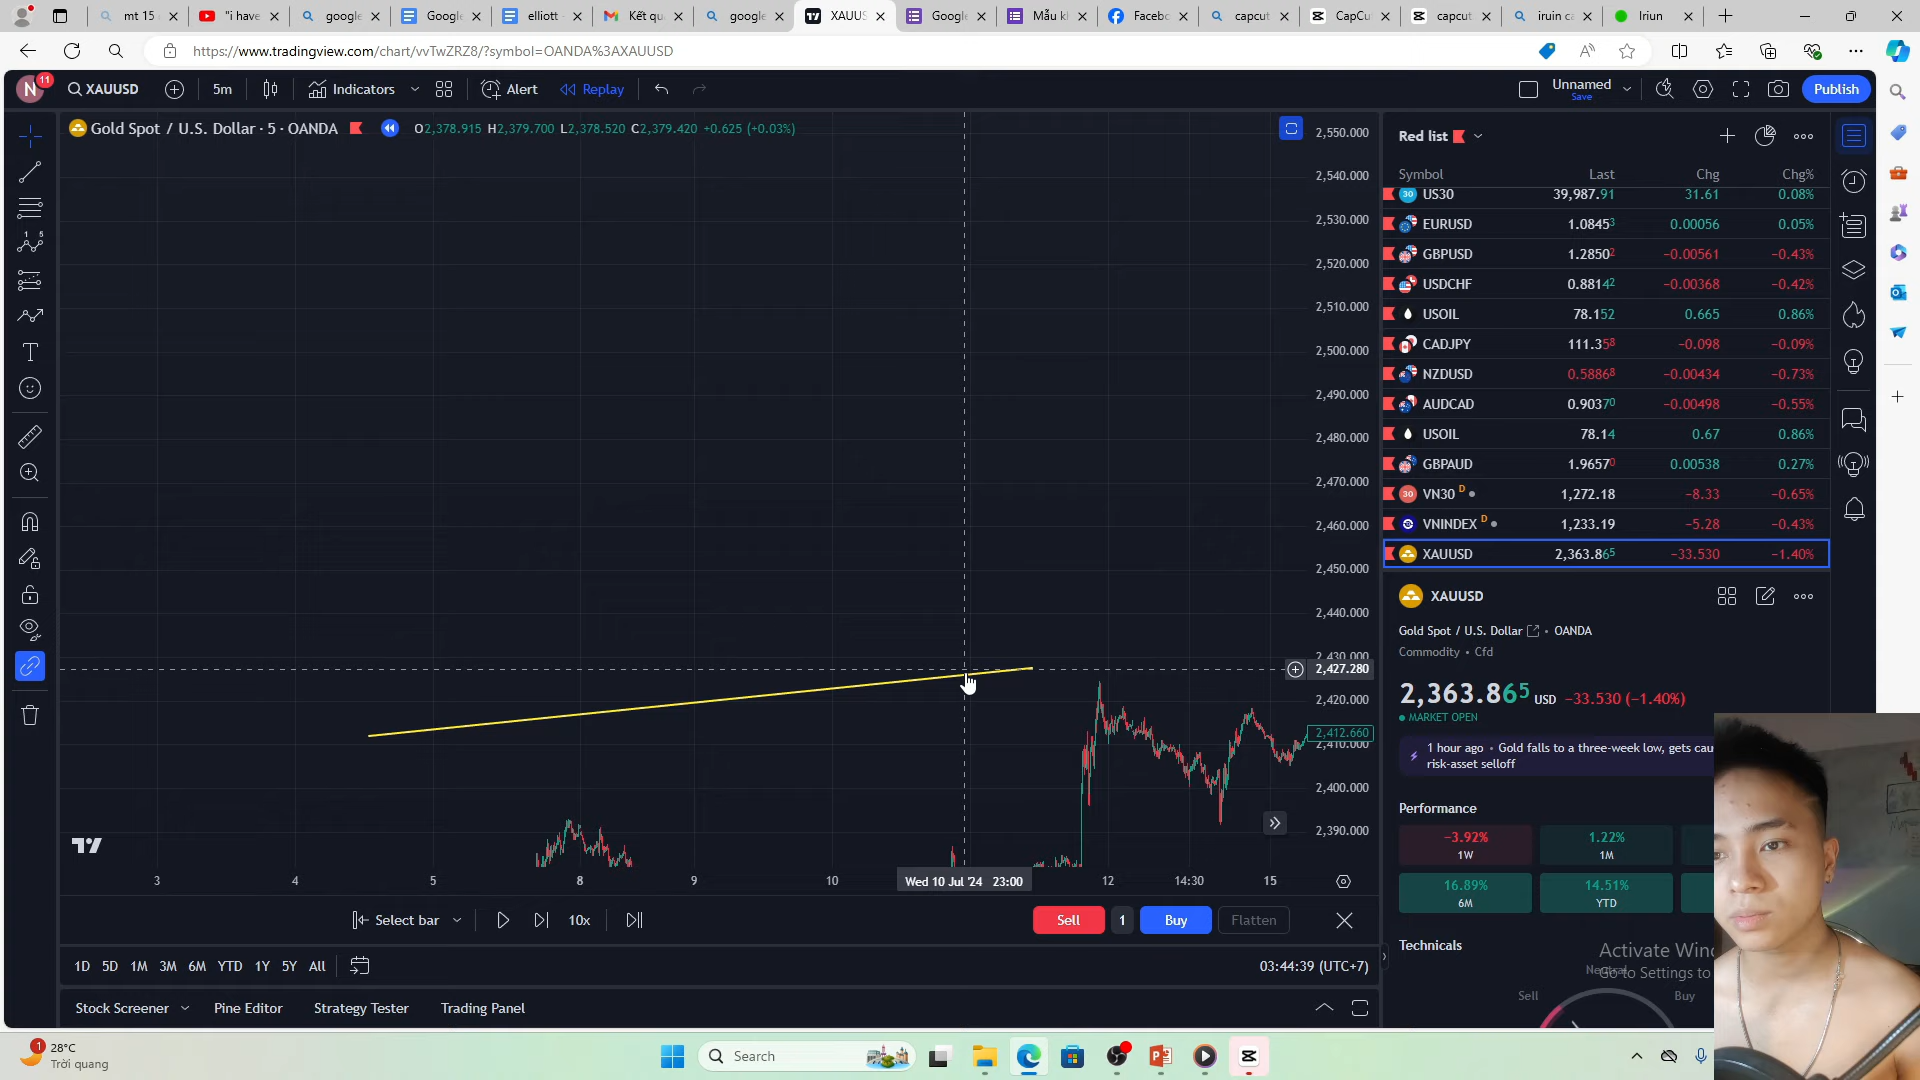 mt 15
"i have
google
Google
elliott -
Kết qu
google
XAUUS
Google
Mẫu kl
Facebo
capcut
CapCu
capcut
iruin ca
Iriun
https://www.tradingview.com/chart/vvTwZRZ8/?symbol=OANDA%3AXAUUSD
N 11 XAUUSD 5m Indicators Alert Replay Unnamed Publish
Save
Gold Spot / U.S. Dollar · 5 · OANDA O2,378.915 H2,379.700 L2,378.520 C2,379.420 +0.625 (+0.03%)
2,550.000
2,540.000
2,530.000
2,520.000
2,510.000
2,500.000
2,490.000
2,480.000
2,470.000
2,460.000
2,450.000
2,440.000
2,430.000
2,427.280
2,420.000
2,412.660
2,410.000
2,400.000
2,390.000
3 4 5 8 9 10 Wed 10 Jul '24 23:00 12 14:30 15
Select bar 10x Sell 1 Buy Flatten
1D 5D 1M 3M 6M YTD 1Y 5Y All 03:44:39 (UTC+7)
Stock Screener Pine Editor Strategy Tester Trading Panel
Red list
Symbol Last Chg Chg%
30 US30 39,987.91 31.61 0.08%
EURUSD 1.08453 0.00056 0.05%
GBPUSD 1.28502 −0.00561 −0.43%
USDCHF 0.88142 −0.00368 −0.42%
USOIL 78.152 0.665 0.86%
CADJPY 111.358 −0.098 −0.09%
NZDUSD 0.58868 −0.00434 −0.73%
AUDCAD 0.90370 −0.00498 −0.55%
USOIL 78.14 0.67 0.86%
GBPAUD 1.96570 0.00538 0.27%
30 VN30 D 1,272.18 −8.33 −0.65%
VNINDEX D 1,233.19 −5.28 −0.43%
XAUUSD 2,363.865 −33.530 −1.40%
XAUUSD
Gold Spot / U.S. Dollar • OANDA
Commodity • Cfd
2,363.865 USD −33.530 (−1.40%)
MARKET OPEN
1 hour ago • Gold falls to a three-week low, gets cau
risk-asset selloff
Performance
−3.92% 1.22%
1W 1M
16.89% 14.51%
6M YTD
Technicals
Activate Win
Go to Settings to
Neutral
Sell Buy
1 28°C
Trời quang
Search